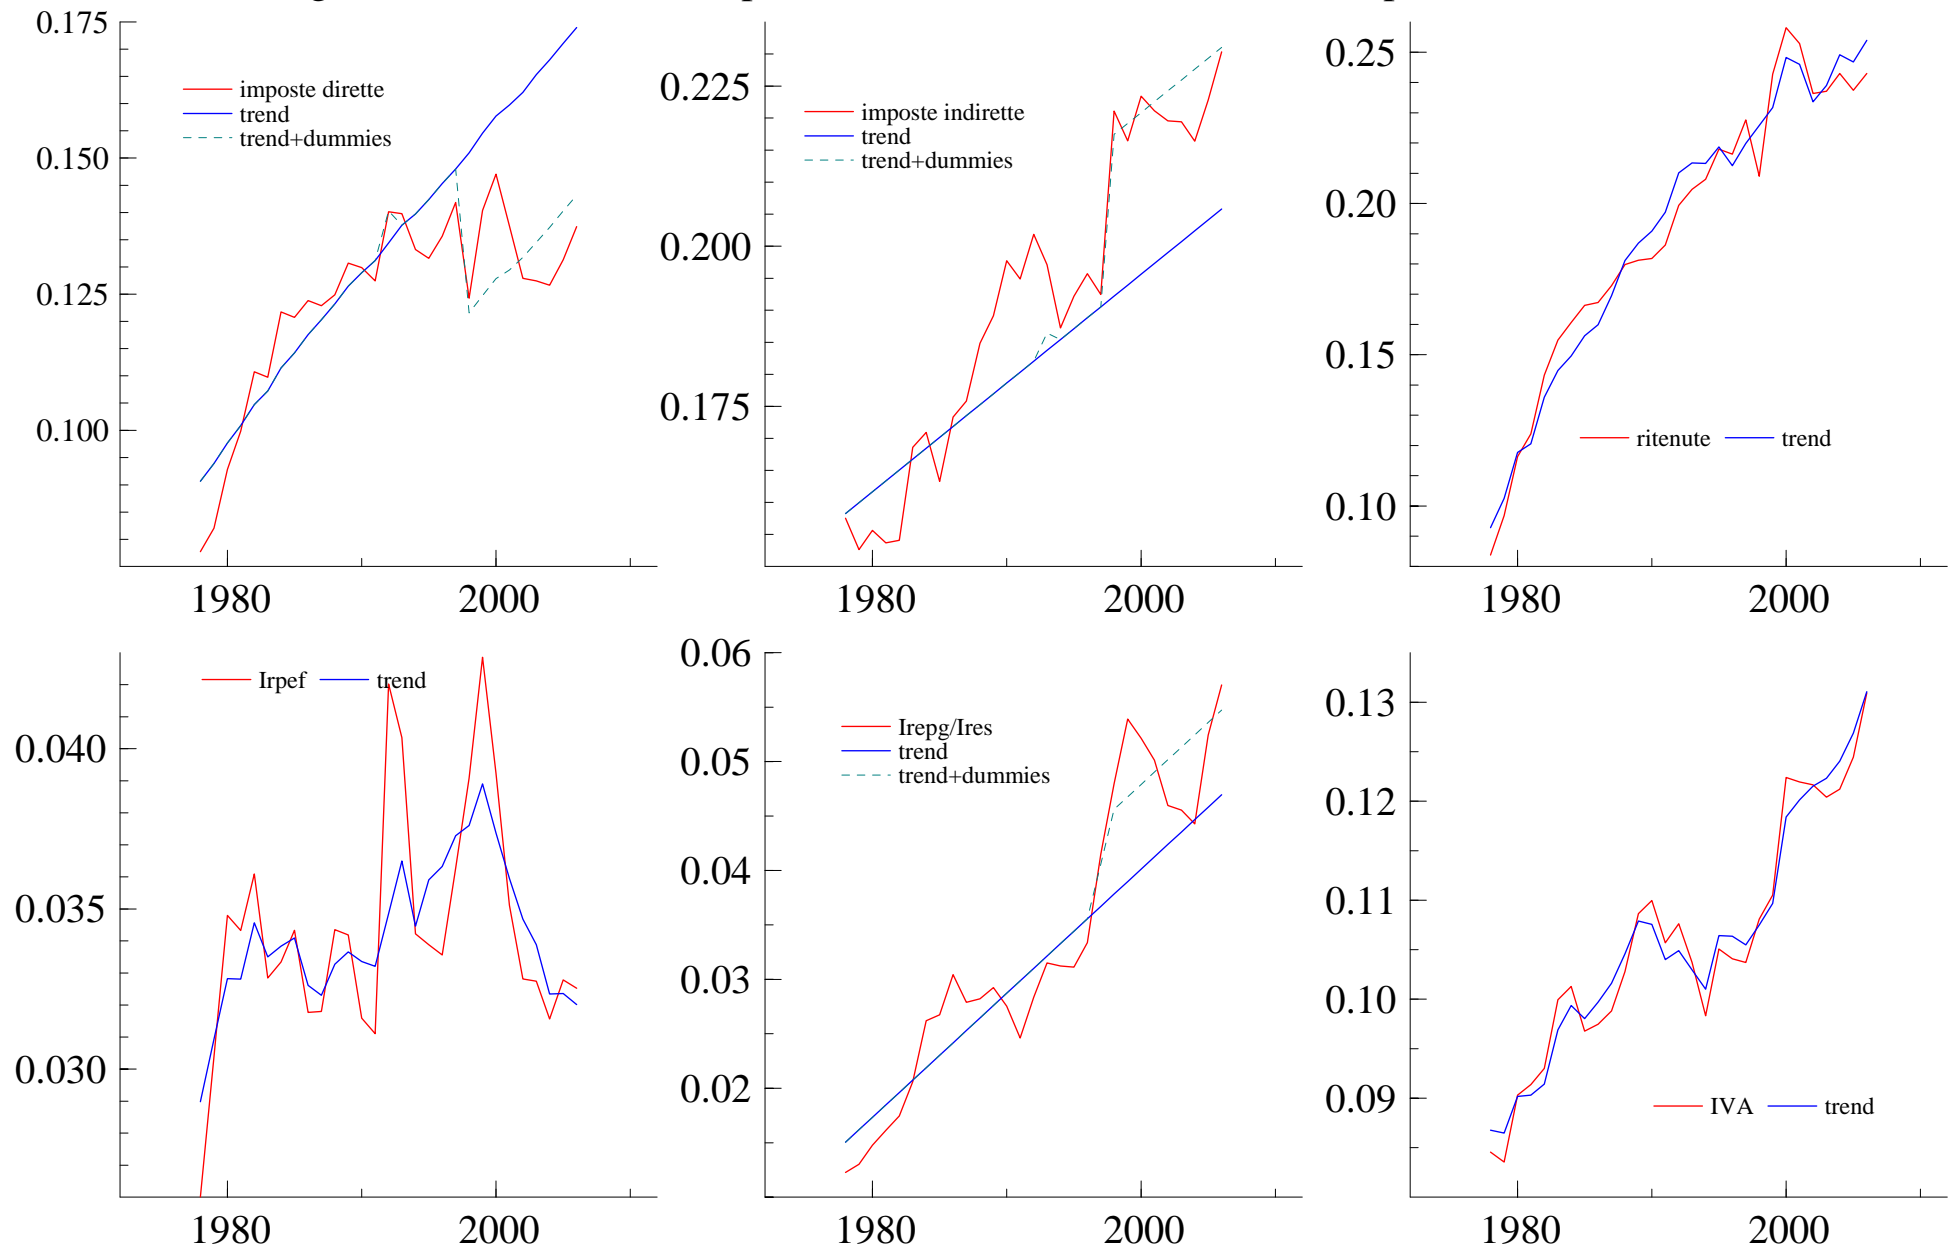 0.175
0.150
0.125
0.100
imposte dirette
trend
trend+dummies
1980 2000
0.225
0.200
0.175
imposte indirette
trend
trend+dummies
1980 2000
0.25
0.20
0.15
0.10
ritenute trend
1980 2000
0.040
0.035
0.030
Irpef trend
1980 2000
0.06
0.05
0.04
0.03
0.02
Irepg/Ires
trend
trend+dummies
1980 2000
0.13
0.12
0.11
0.10
0.09
IVA trend
1980 2000